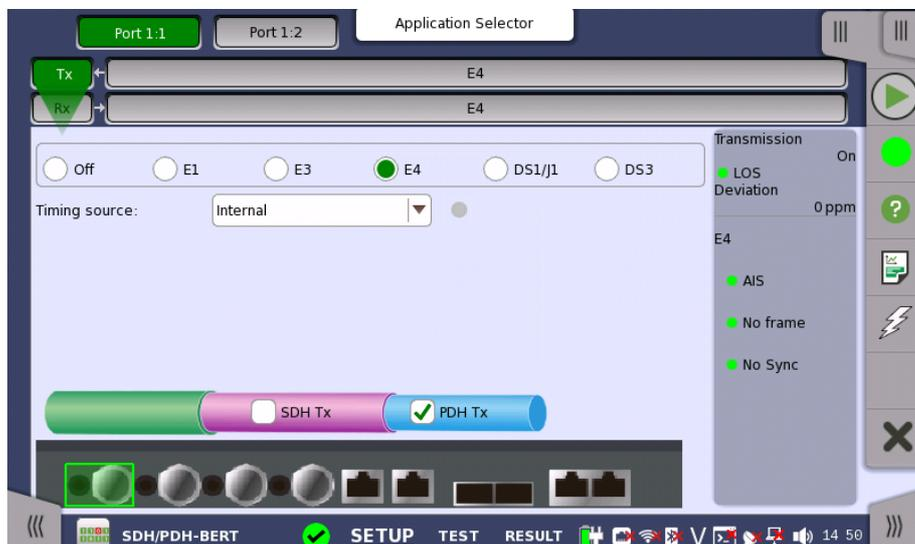 Port 1:1 Port 1:2 Application Selector
Tx E4
Rx E4
Off E1 E3 E4 DS1/J1 DS3
Timing source: Internal
Transmission
On
LOS
Deviation
0 ppm
E4
AIS
No frame
No Sync
SDH Tx PDH Tx
SDH/PDH-BERT SETUP TEST RESULT 14 50